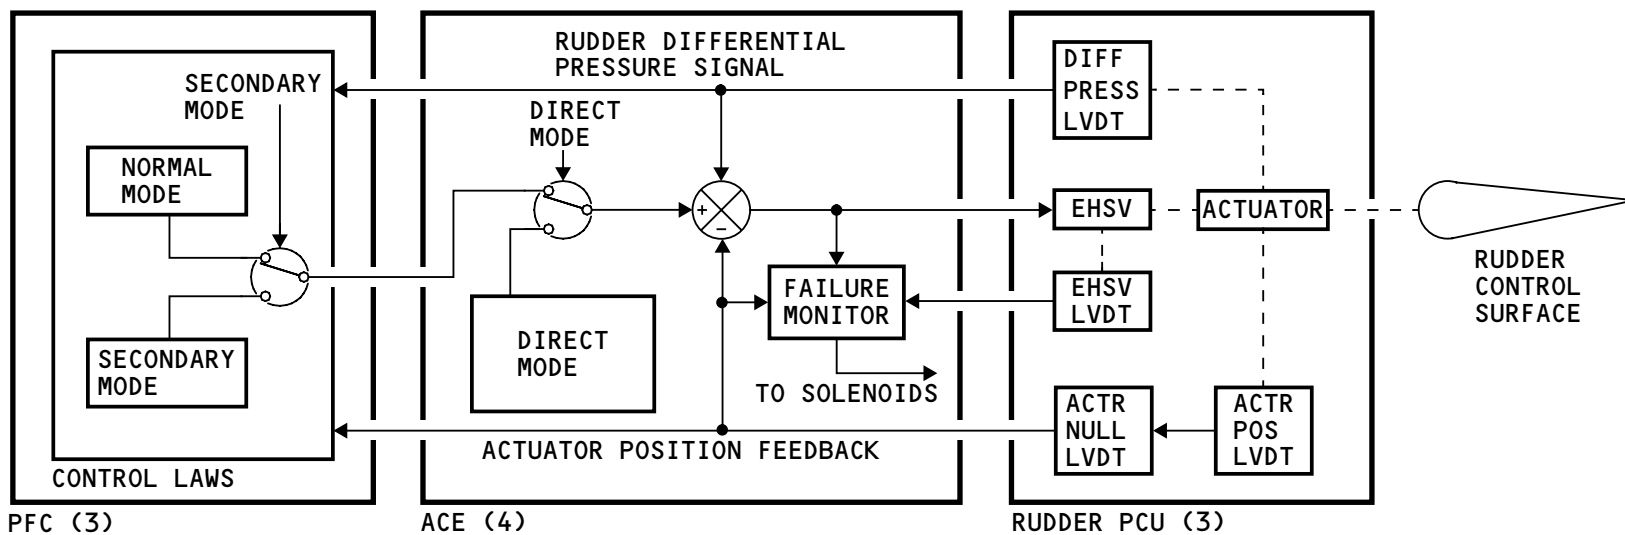 RUDDER DIFFERENTIAL
PRESSURE SIGNAL
SECONDARY
MODE
NORMAL
MODE
SECONDARY
MODE
CONTROL LAWS
PFC (3)
DIRECT
MODE
+
−
DIRECT
MODE
FAILURE
MONITOR
TO SOLENOIDS
ACTUATOR POSITION FEEDBACK
ACE (4)
DIFF
PRESS
LVDT
EHSV
ACTUATOR
EHSV
LVDT
ACTR
NULL
LVDT
ACTR
POS
LVDT
RUDDER PCU (3)
RUDDER
CONTROL
SURFACE